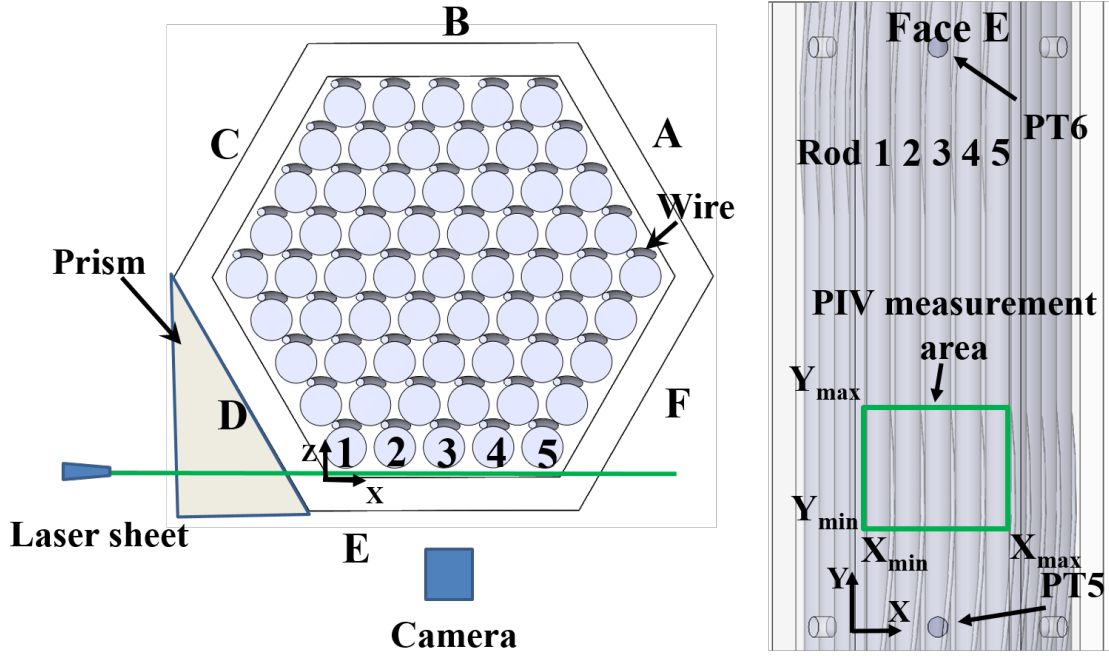 B
C
A
Wire
Prism
D
F
Z
1 2 3 4 5
X
Laser sheet
E
Camera
Face E
PT6
Rod 1 2 3 4 5
PIV measurement
area
Ymax
Ymin
Xmin
Xmax
Y
X
PT5